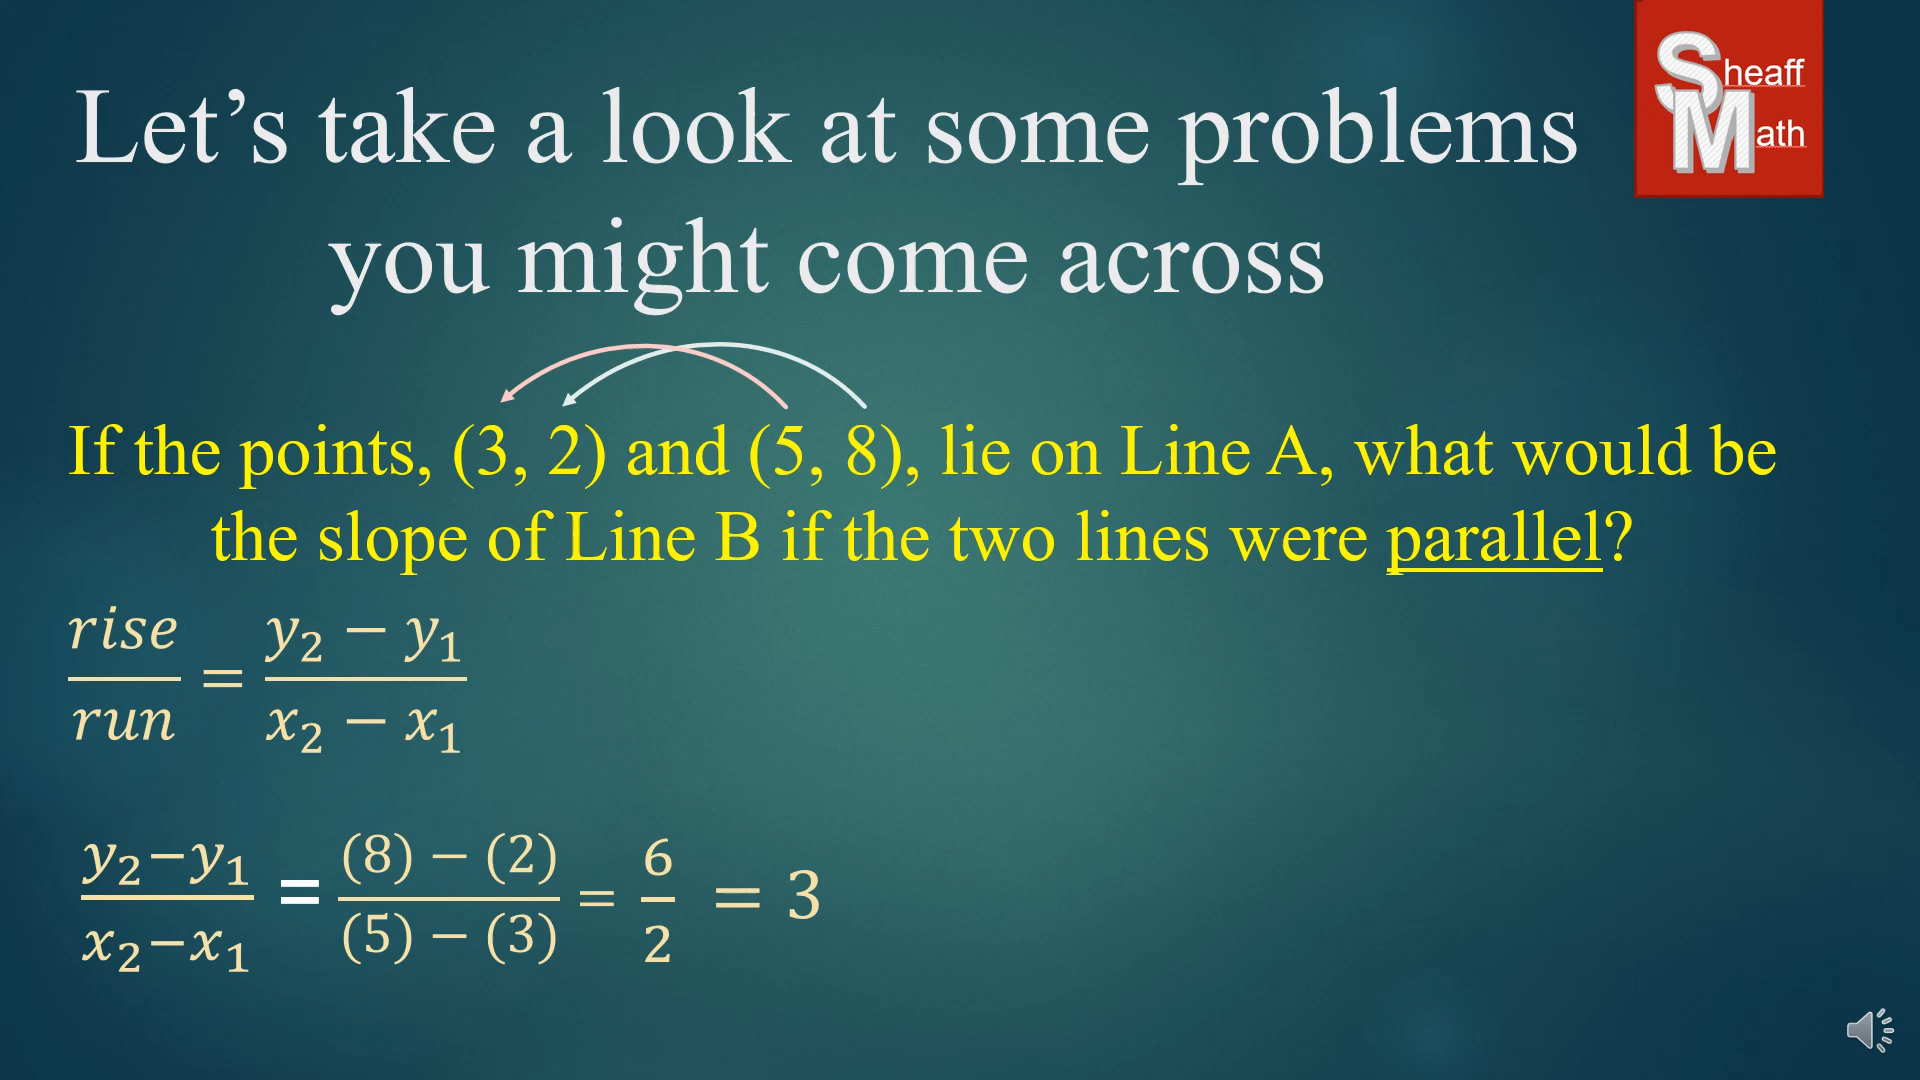 Let’s take a look at some problems
you might come across
Sheaff
Math
If the points, (3, 2) and (5, 8), lie on Line A, what would be
the slope of Line B if the two lines were parallel?
rise/run = y₂ − y₁/x₂ − x₁
y₂−y₁/x₂−x₁ = (8) − (2)/(5) − (3) = 6/2 = 3